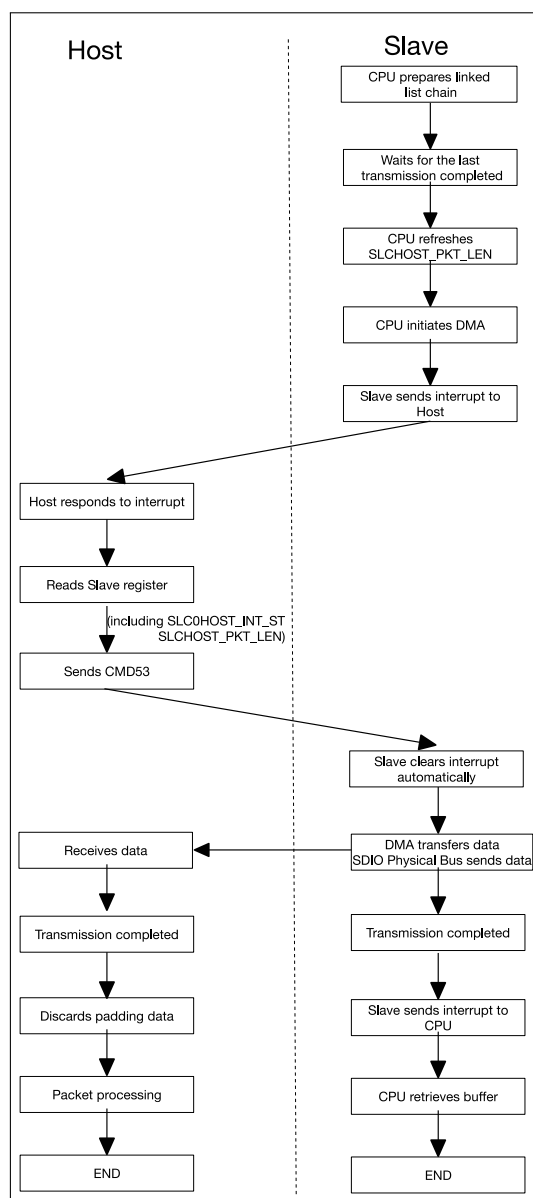 Host
Slave
CPU prepares linked
list chain
Waits for the last
transmission completed
CPU refreshes
SLCHOST_PKT_LEN
CPU initiates DMA
Slave sends interrupt to
Host
Host responds to interrupt
Reads Slave register
(including SLC0HOST_INT_ST
SLCHOST_PKT_LEN)
Sends CMD53
Slave clears interrupt
automatically
Receives data
DMA transfers data
SDIO Physical Bus sends data
Transmission completed
Transmission completed
Discards padding data
Slave sends interrupt to
CPU
Packet processing
CPU retrieves buffer
END
END